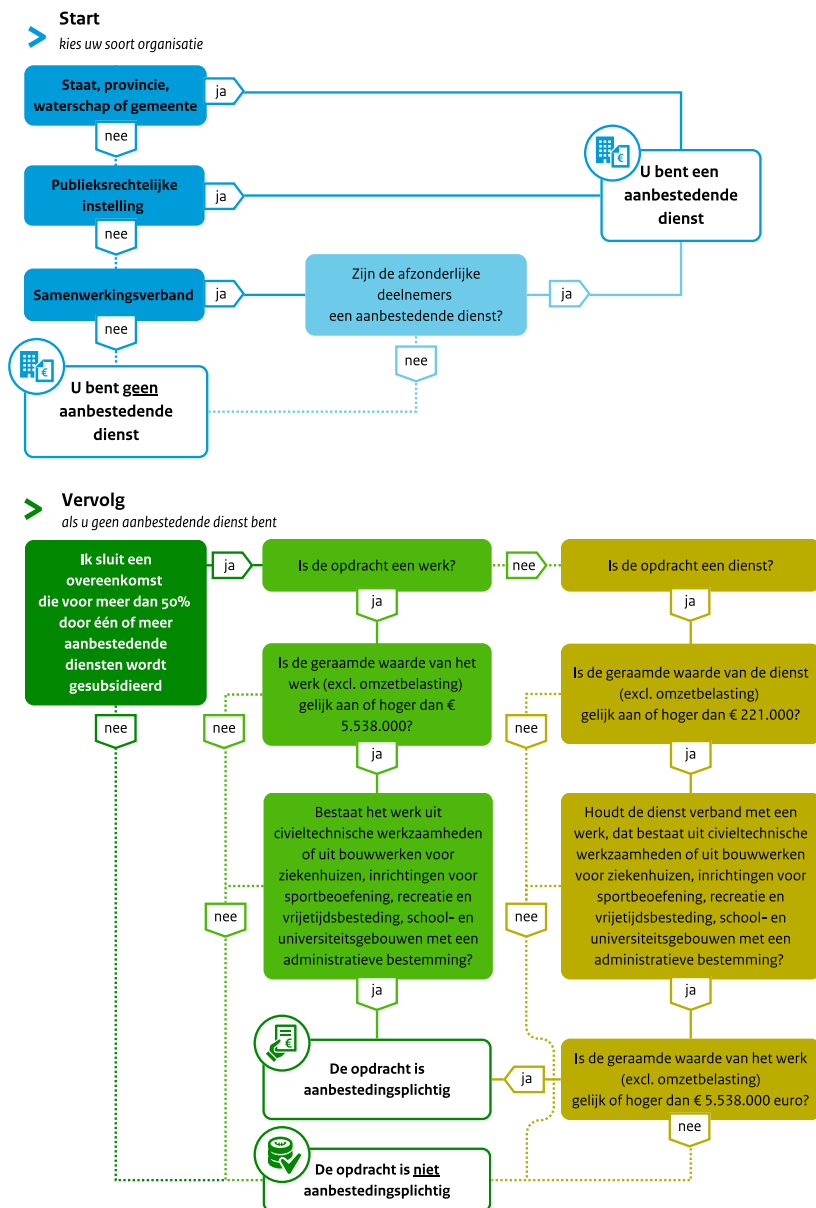 Start
kies uw soort organisatie
Staat, provincie,
waterschap of gemeente
ja
nee
Publieksrechtelijke
instelling
ja
nee
U bent een
aanbestedende
dienst
Samenwerkingsverband
ja
nee
Zijn de afzonderlijke
deelnemers
een aanbestedende dienst?
ja
nee
U bent geen
aanbestedende
dienst
Vervolg
als u geen aanbestedende dienst bent
Ik sluit een
overeenkomst
die voor meer dan 50%
door één of meer
aanbestedende
diensten wordt
gesubsidieerd
ja
nee
Is de opdracht een werk?
nee
ja
Is de opdracht een dienst?
ja
Is de geraamde waarde van het
werk (excl. omzetbelasting)
gelijk aan of hoger dan €
5.538.000?
nee
ja
Is de geraamde waarde van de dienst
(excl. omzetbelasting)
gelijk aan of hoger dan € 221.000?
nee
ja
Bestaat het werk uit
civieltechnische werkzaamheden
of uit bouwwerken voor
ziekenhuizen, inrichtingen voor
sportbeoefening, recreatie en
vrijetijdsbesteding, school- en
universiteitsgebouwen met een
administratieve bestemming?
nee
ja
Houdt de dienst verband met een
werk, dat bestaat uit civieltechnische
werkzaamheden of uit bouwwerken
voor ziekenhuizen, inrichtingen voor
sportbeoefening, recreatie en
vrijetijdsbesteding, school- en
universiteitsgebouwen met een
administratieve bestemming?
nee
ja
De opdracht is
aanbestedingsplichtig
ja
Is de geraamde waarde van het werk
(excl. omzetbelasting)
gelijk of hoger dan € 5.538.000 euro?
nee
De opdracht is niet
aanbestedingsplichtig